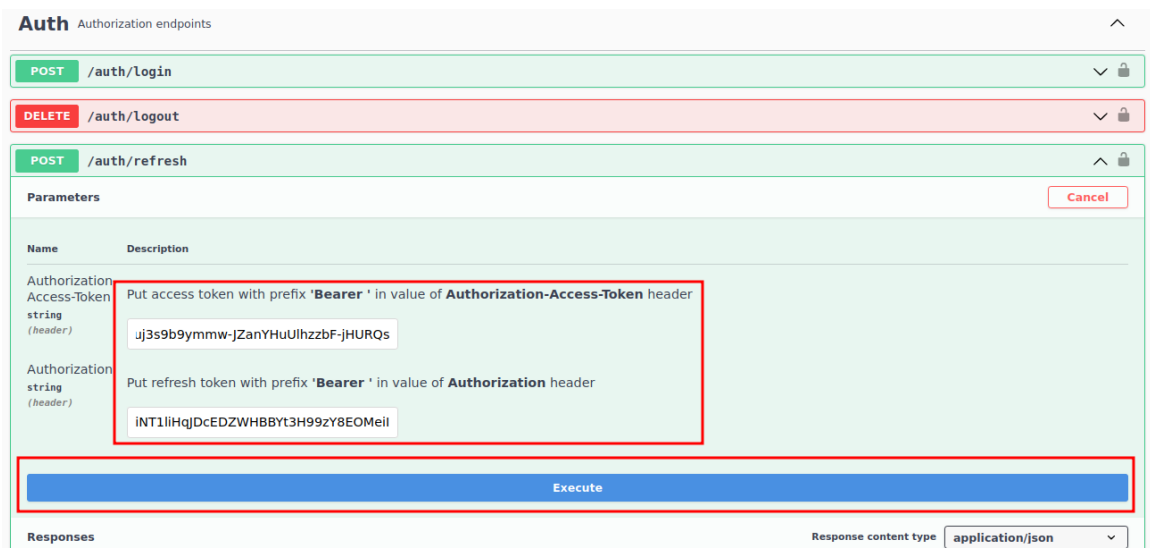 Auth Authorization endpoints
POST /auth/login
DELETE /auth/logout
POST /auth/refresh
Parameters
Cancel
Name Description
Authorization
Access-Token
string
(header)
Put access token with prefix 'Bearer ' in value of Authorization-Access-Token header
uj3s9b9ymmw-JZanYHuUlhzzbF-jHURQs
Authorization
string
(header)
Put refresh token with prefix 'Bearer ' in value of Authorization header
iNT1liHqJDcEDZWHBBYt3H99zY8EOMeiI
Execute
Responses
Response content type application/json